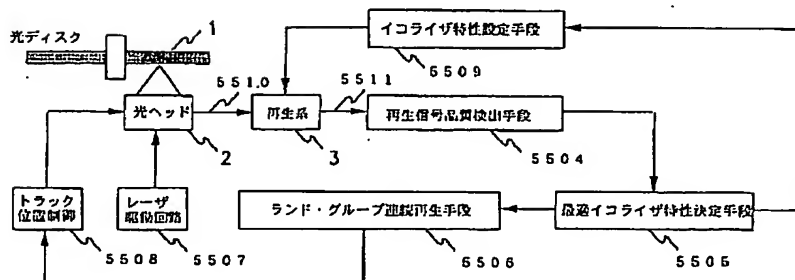 光ディスク
1
イコライザ特性設定手段
5509
5510
5511
光ヘッド
再生系
再生信号品質検出手段
2
3
5504
トラック
位置制御
レーザ
駆動回路
ランド・グルーブ連続再生手段
最適イコライザ特性決定手段
5508
5507
5506
5505